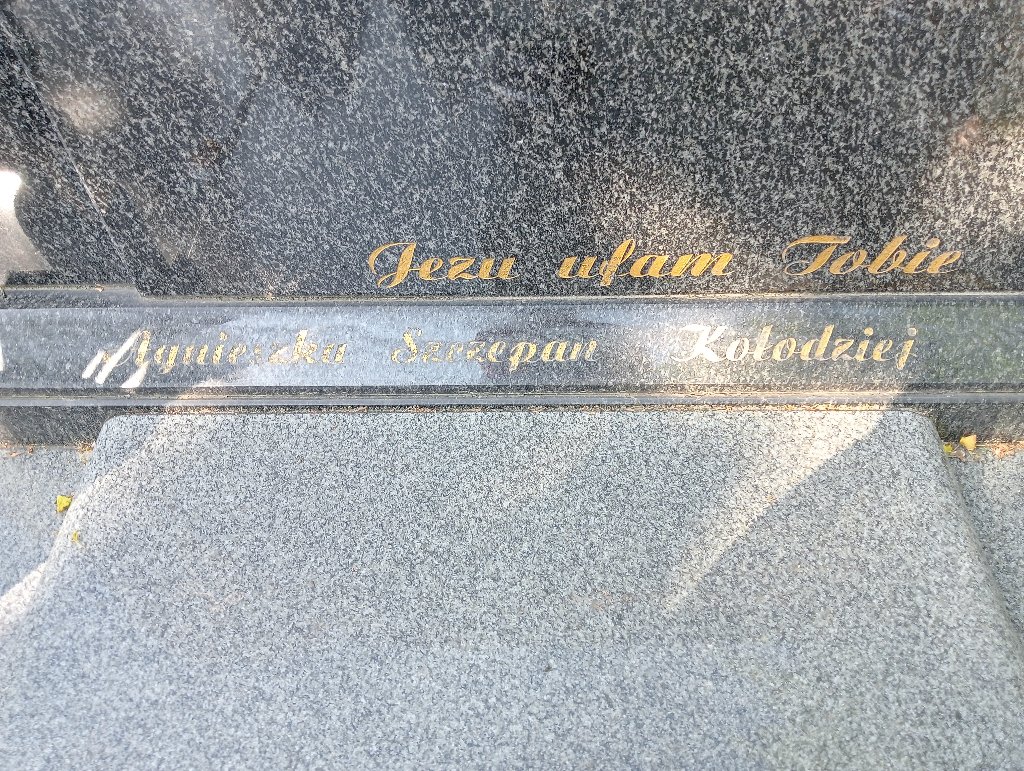 Jezu ufam Tobie
Agnieszka Szczepan Kołodziej